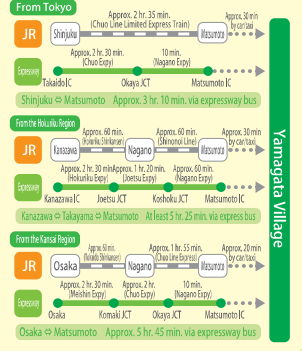 From Tokyo
JR
Shinjuku
Approx. 2 hr. 35 min.
(Chuo Line Limited Express Train)
Matsumoto
Approx. 30 min
by car/taxi
Expressway
Approx. 2 hr. 30 min.
(Chuo Expy)
10 min.
(Nagano Expy)
Takaido IC
Okaya JCT
Matsumoto IC
Shinjuku ⇔ Matsumoto Approx. 3 hr. 10 min. via expressway bus
From the Hokuriku Region
JR
Kanazawa
Approx. 60 min.
(Hokuriku Shinkansen)
Nagano
Approx. 60 min.
(Shinonoi Line)
Matsumoto
Approx. 30 min
by car/taxi
Expressway
Approx. 2 hr. 30 min
(Hokuriku Expy)
Approx. 1 hr. 20 min.
(Joetsu Expy)
Approx. 60 min.
(Nagano Expy)
Kanazawa IC
Joetsu JCT
Koshoku JCT
Matsumoto IC
Kanazawa ⇔ Takayama ⇔ Matsumoto At least 5 hr. 25 min. via express bus
From the Kansai Region
JR
Osaka
Approx. 60 min.
Nagano
Approx. 1 hr. 55 min.
(Chuo Line Express)
Matsumoto
Approx. 20 min
by car/taxi
Expressway
Approx. 2 hr. 30 min.
(Meishin Expy)
Approx. 2 hr.
(Chuo Expy)
10 min.
(Nagano Expy)
Osaka
Komaki JCT
Okaya JCT
Matsumoto IC
Osaka ⇔ Matsumoto Approx. 5 hr. 45 min. via expressway bus
Yamagata Village